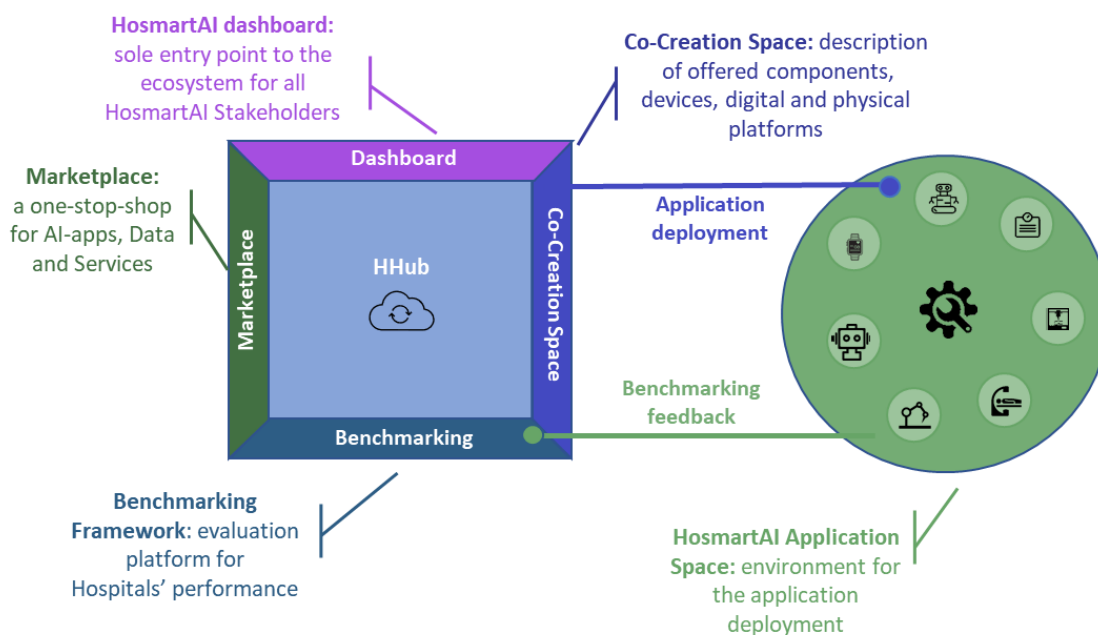 HosmartAI dashboard:
sole entry point to the
ecosystem for all
HosmartAI Stakeholders
Co-Creation Space: description
of offered components,
devices, digital and physical
platforms
Marketplace:
a one-stop-shop
for AI-apps, Data
and Services
Dashboard
Marketplace
HHub
Co-Creation Space
Benchmarking
Application
deployment
Benchmarking
feedback
Benchmarking
Framework: evaluation
platform for
Hospitals’ performance
HosmartAI Application
Space: environment for
the application
deployment